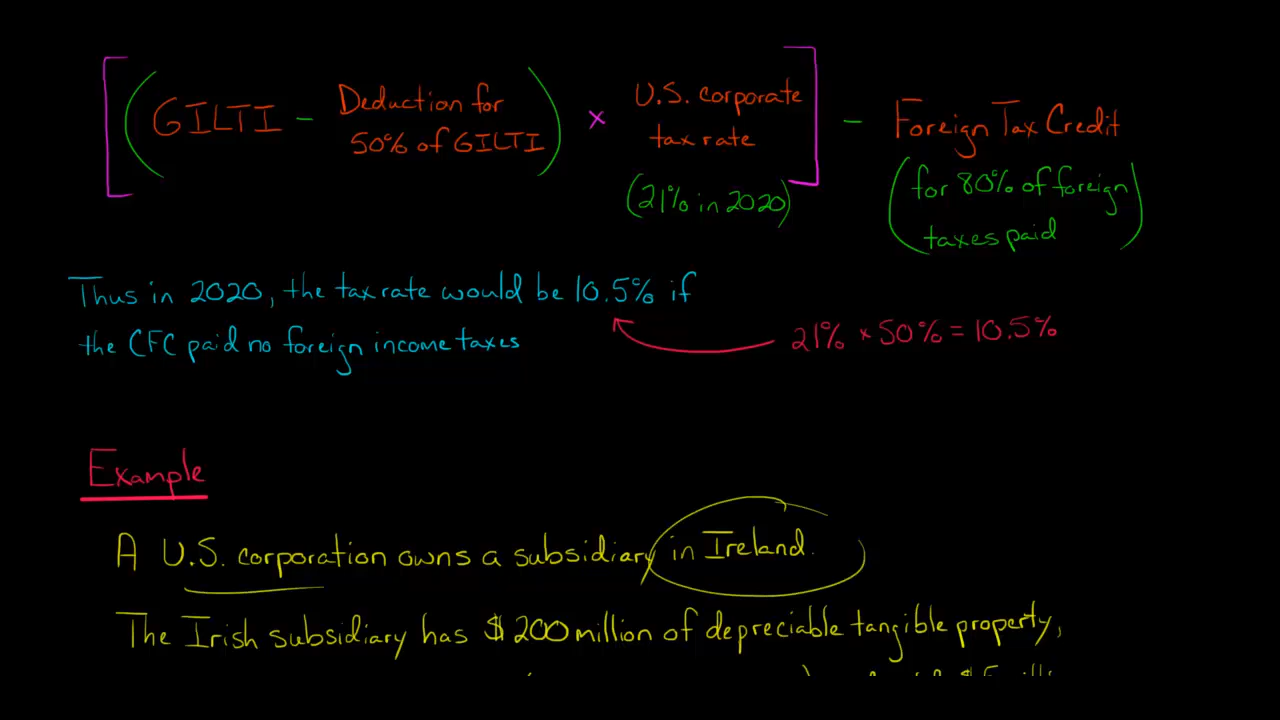 [(GILTI - Deduction for 50% of GILTI) × U.S. corporate tax rate] - Foreign Tax Credit
(21% in 2020)
(for 80% of foreign taxes paid)
Thus in 2020, the tax rate would be 10.5% if
the CFC paid no foreign income taxes
21% × 50% = 10.5%
Example
A U.S. corporation owns a subsidiary in Ireland.
The Irish subsidiary has $200 million of depreciable tangible property,